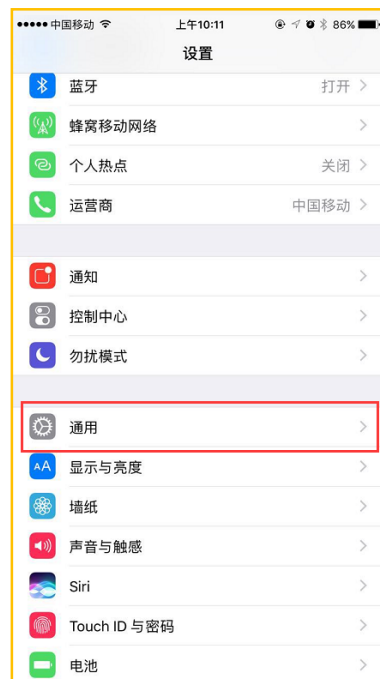 中国移动 上午10:11 86%
设置
蓝牙 打开
蜂窝移动网络
个人热点 关闭
运营商 中国移动
通知
控制中心
勿扰模式
通用
AA 显示与亮度
墙纸
声音与触感
Siri
Touch ID 与密码
电池